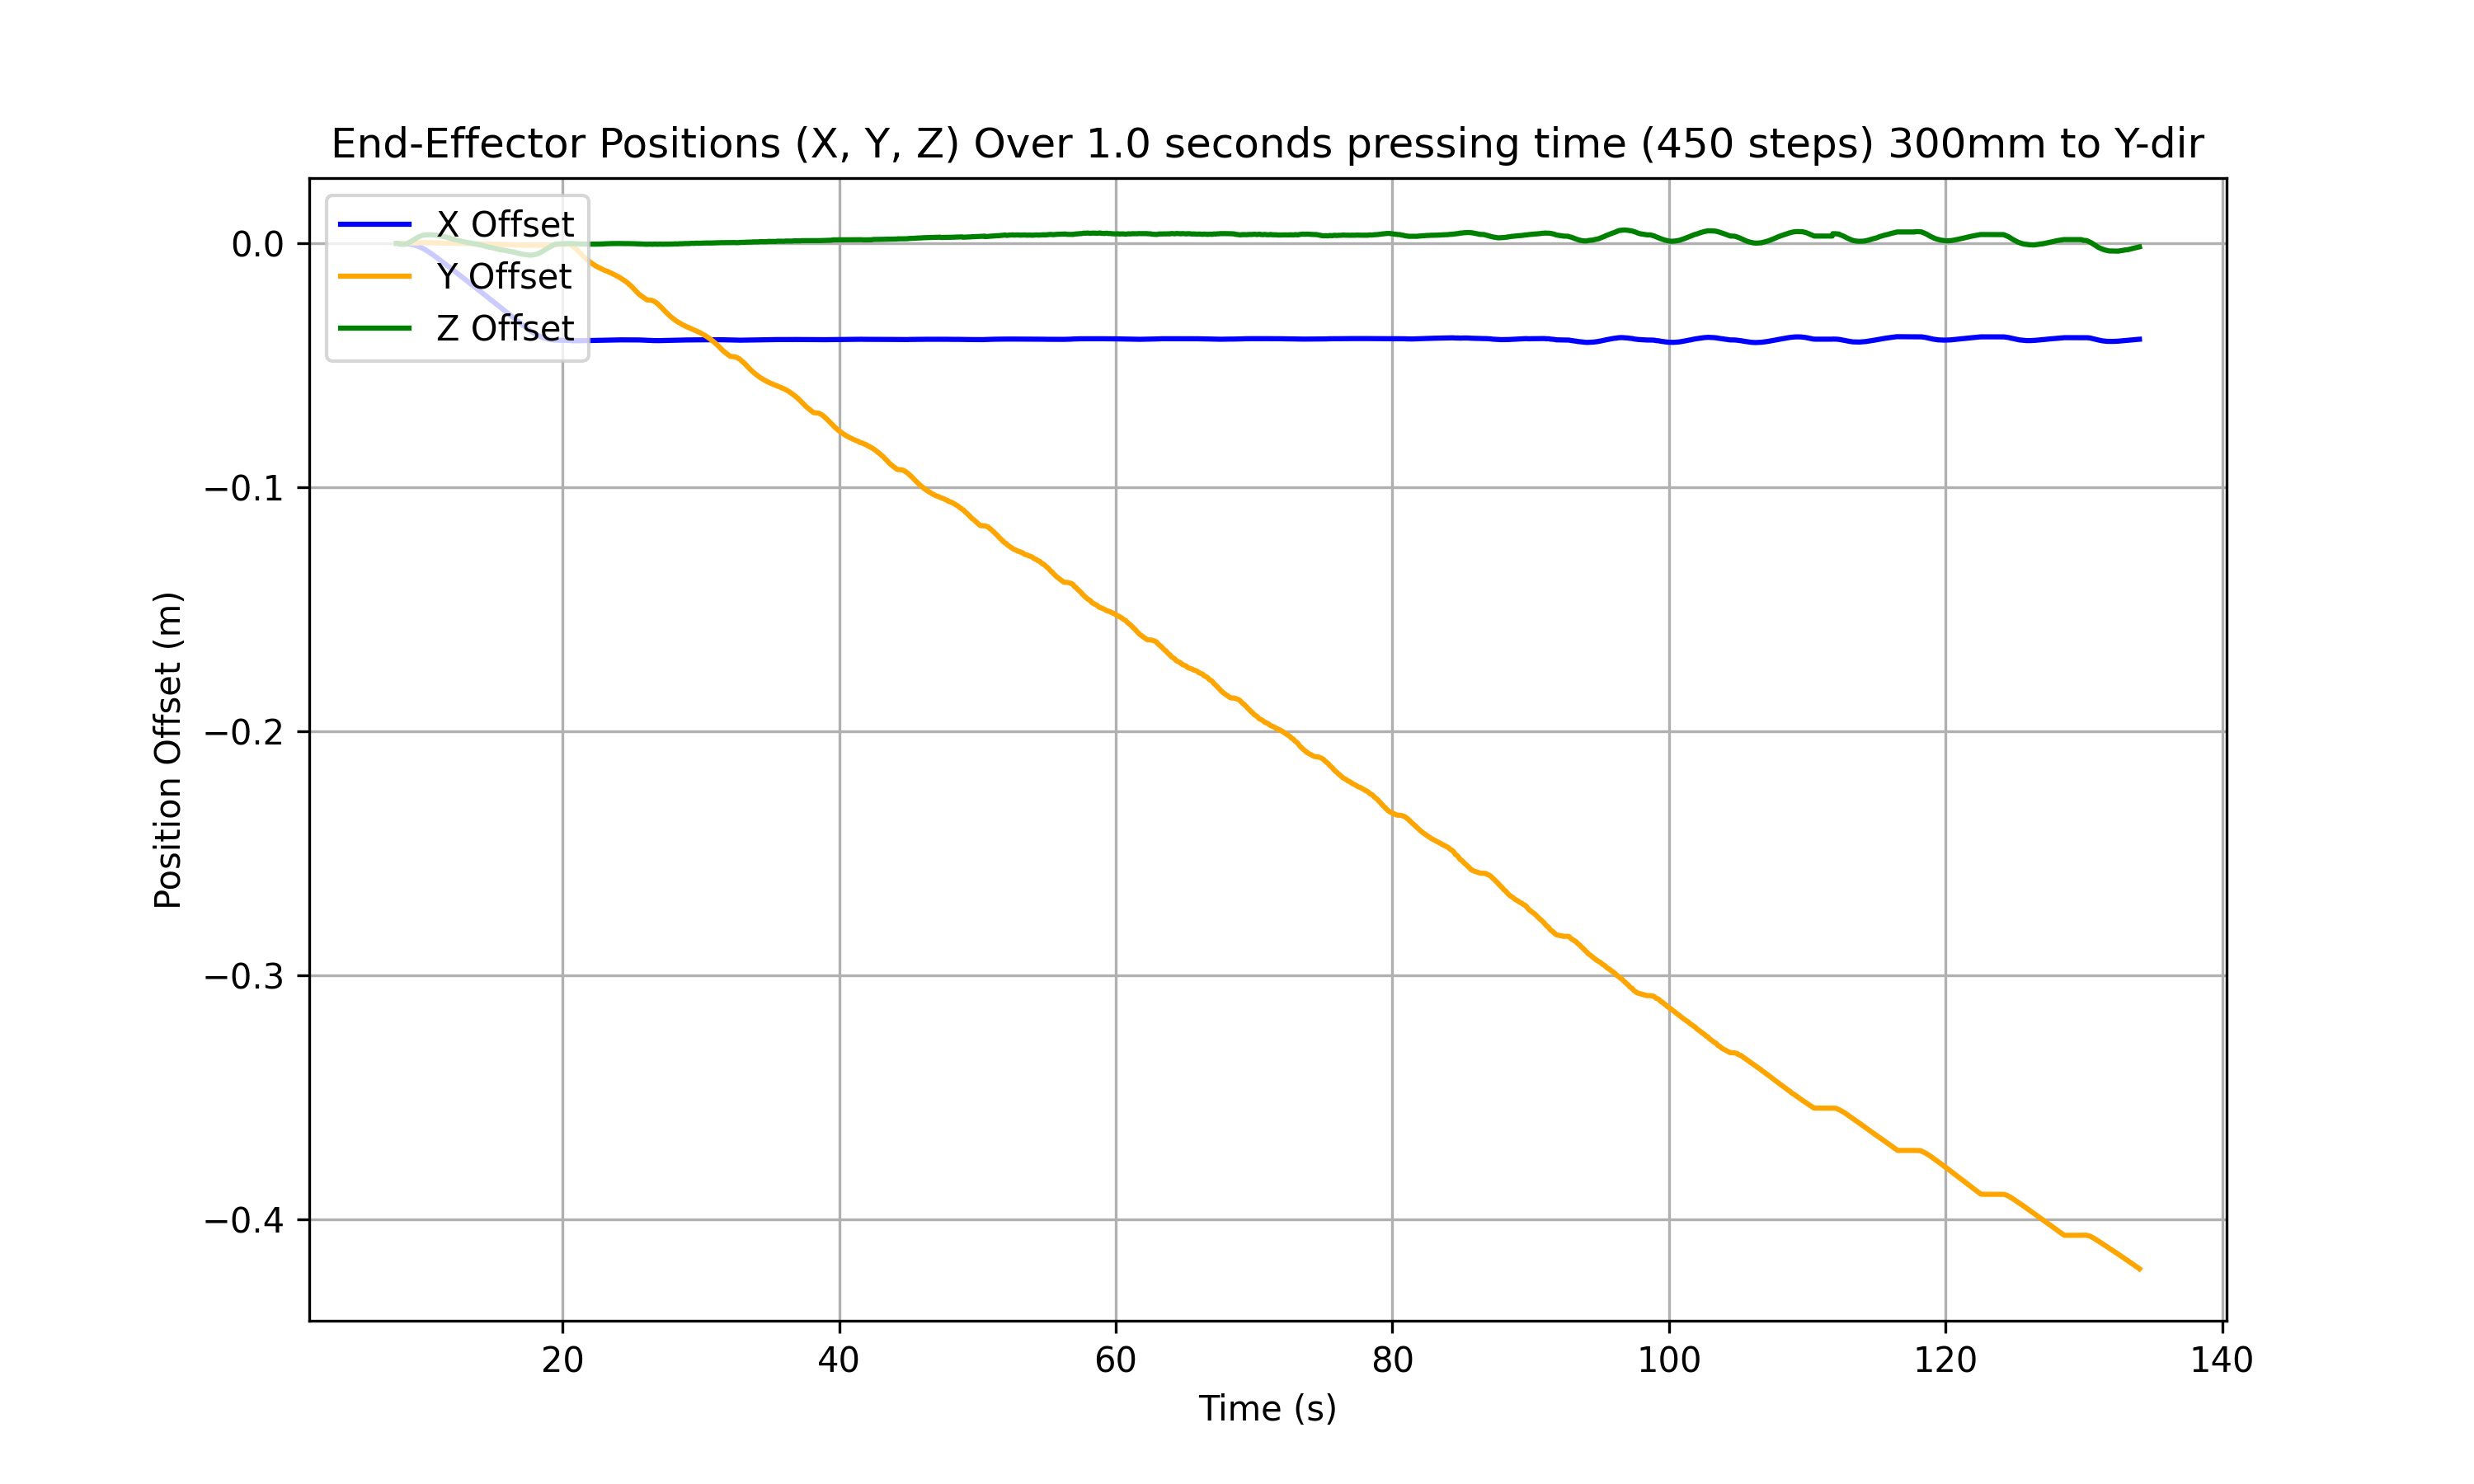 End-Effector Positions (X, Y, Z) Over 1.0 seconds pressing time (450 steps) 300mm to Y-dir
X Offset
Y Offset
Z Offset
0.0
−0.1
−0.2
−0.3
−0.4
Position Offset (m)
20 40 60 80 100 120 140
Time (s)